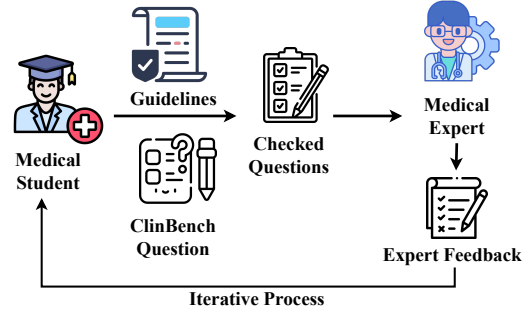 Guidelines
Medical
Student
ClinBench
Question
Checked
Questions
Medical
Expert
Expert Feedback
Iterative Process